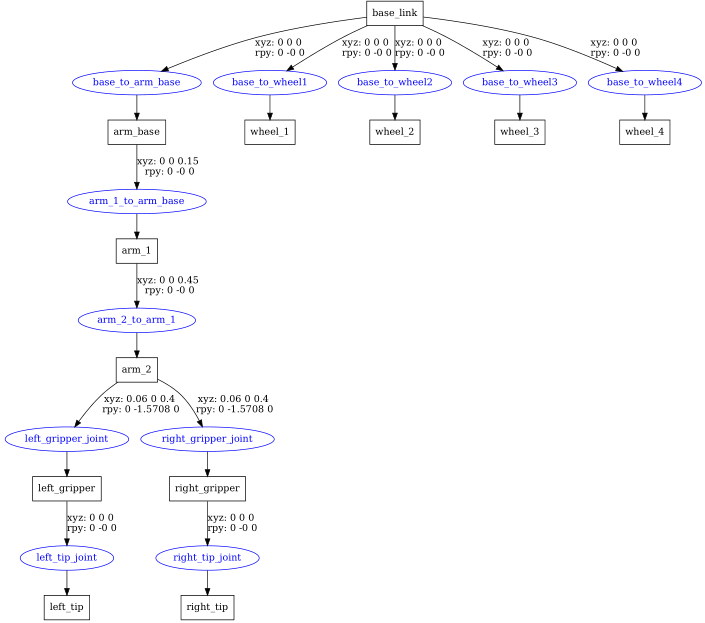 base_link
xyz: 0 0 0
rpy: 0 -0 0
xyz: 0 0 0
rpy: 0 -0 0
xyz: 0 0 0
rpy: 0 -0 0
xyz: 0 0 0
rpy: 0 -0 0
xyz: 0 0 0
rpy: 0 -0 0
base_to_arm_base
base_to_wheel1
base_to_wheel2
base_to_wheel3
base_to_wheel4
arm_base
wheel_1
wheel_2
wheel_3
wheel_4
xyz: 0 0 0.15
rpy: 0 -0 0
arm_1_to_arm_base
arm_1
xyz: 0 0 0.45
rpy: 0 -0 0
arm_2_to_arm_1
arm_2
xyz: 0.06 0 0.4
rpy: 0 -1.5708 0
xyz: 0.06 0 0.4
rpy: 0 -1.5708 0
left_gripper_joint
right_gripper_joint
left_gripper
right_gripper
xyz: 0 0 0
rpy: 0 -0 0
xyz: 0 0 0
rpy: 0 -0 0
left_tip_joint
right_tip_joint
left_tip
right_tip